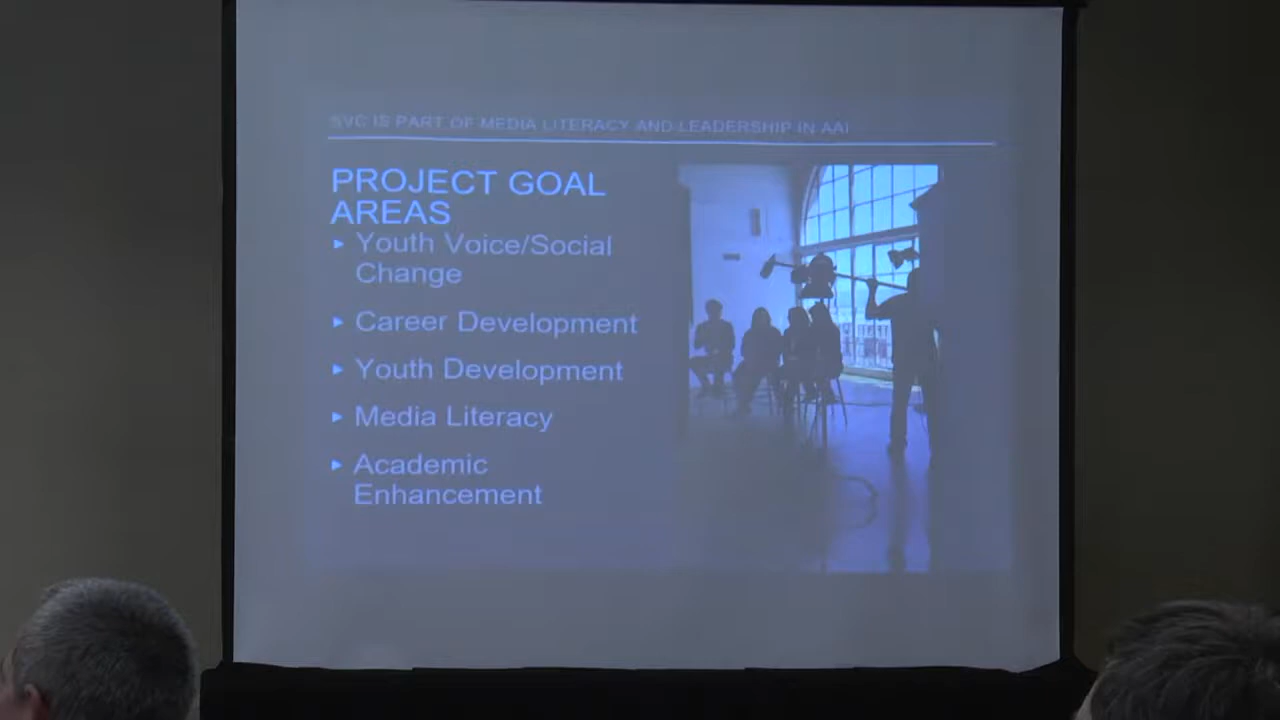 SVC IS PART OF MEDIA LITERACY AND LEADERSHIP IN AAI
PROJECT GOAL
AREAS
Youth Voice/Social
Change
Career Development
Youth Development
Media Literacy
Academic
Enhancement